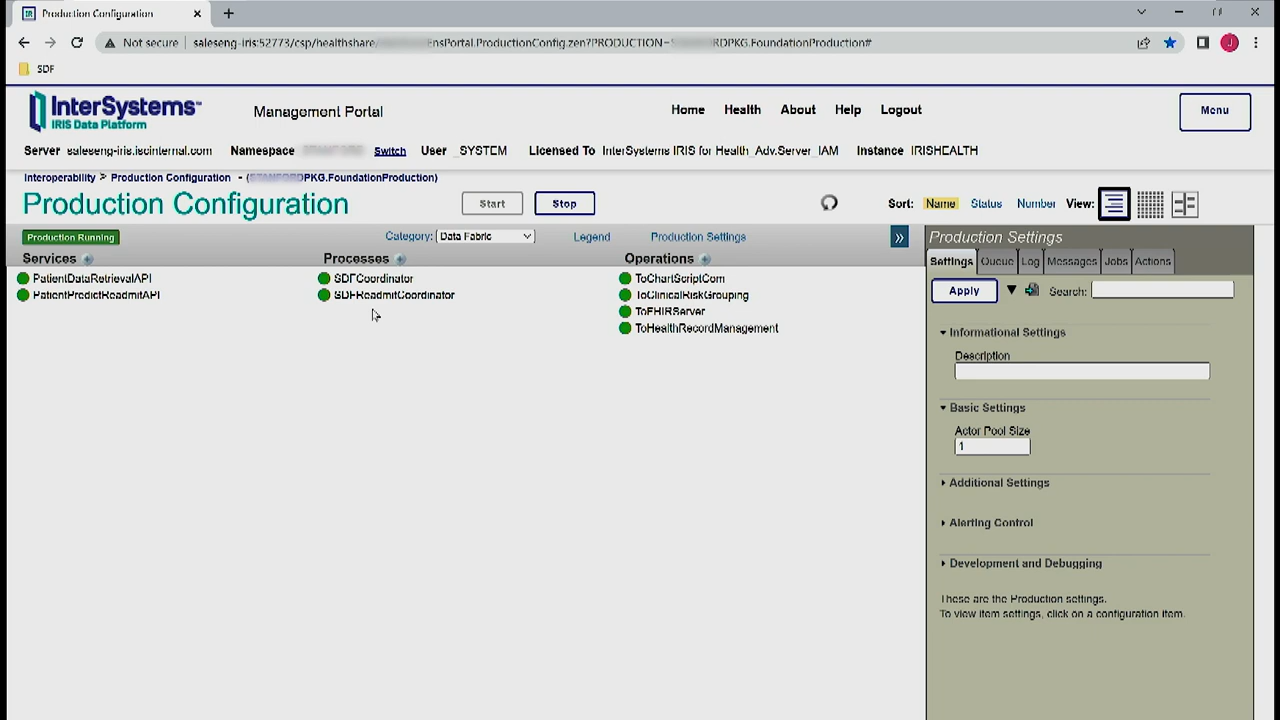 Production Configuration
Not secure saleseng-iris:52773/csp/healthshare EnsPortal.ProductionConfig.zen?PRODUCTION= RDPKG.FoundationProduction#
SDF
InterSystems™
IRIS Data Platform
Management Portal
Home Health About Help Logout
Menu
Server saleseng-iris.iscinternal.com Namespace Switch User _SYSTEM Licensed To InterSystems IRIS for Health_Adv.Server_IAM Instance IRISHEALTH
Interoperability > Production Configuration - ( PKG.FoundationProduction)
Production Configuration
Start Stop
Sort: Name Status Number View:
Production Running
Category: Data Fabric Legend Production Settings »
Services Processes Operations
PatientDataRetrievalAPI SDFCoordinator ToChartScriptCom
PatientPredictReadmitAPI SDFReadmitCoordinator ToClinicalRiskGrouping
ToFHIRServer
ToHealthRecordManagement
Production Settings
Settings Queue Log Messages Jobs Actions
Apply Search:
Informational Settings
Description
Basic Settings
Actor Pool Size
1
Additional Settings
Alerting Control
Development and Debugging
These are the Production settings.
To view item settings, click on a configuration item.
J